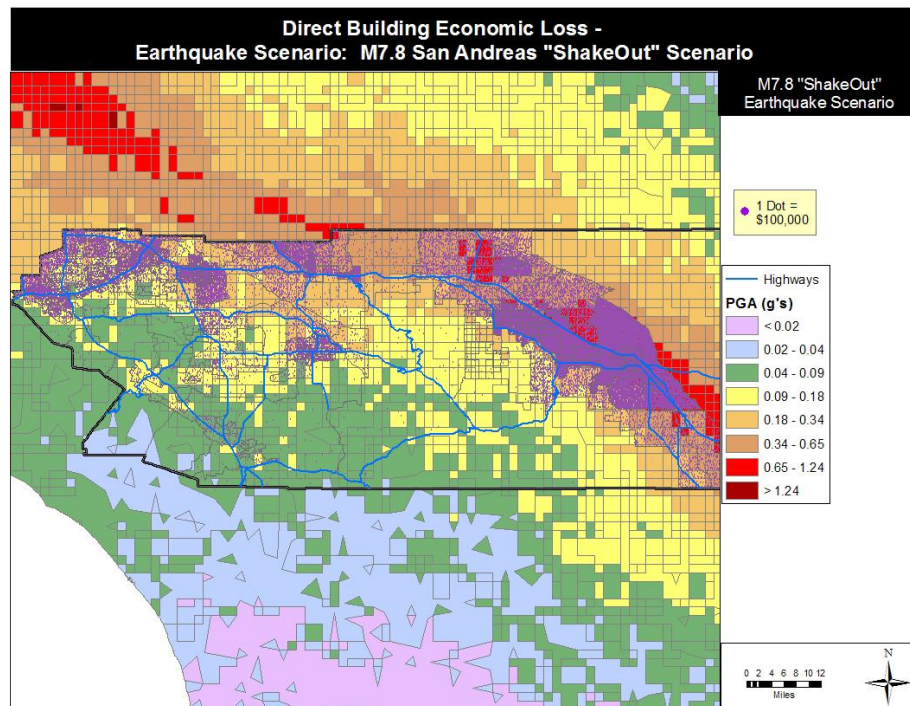 Direct Building Economic Loss -
Earthquake Scenario: M7.8 San Andreas "ShakeOut" Scenario
M7.8 "ShakeOut"
Earthquake Scenario
1 Dot =
$100,000
Highways
PGA (g's)
< 0.02
0.02 - 0.04
0.04 - 0.09
0.09 - 0.18
0.18 - 0.34
0.34 - 0.65
0.65 - 1.24
> 1.24
N
0 2 4 6 8 10 12
Miles